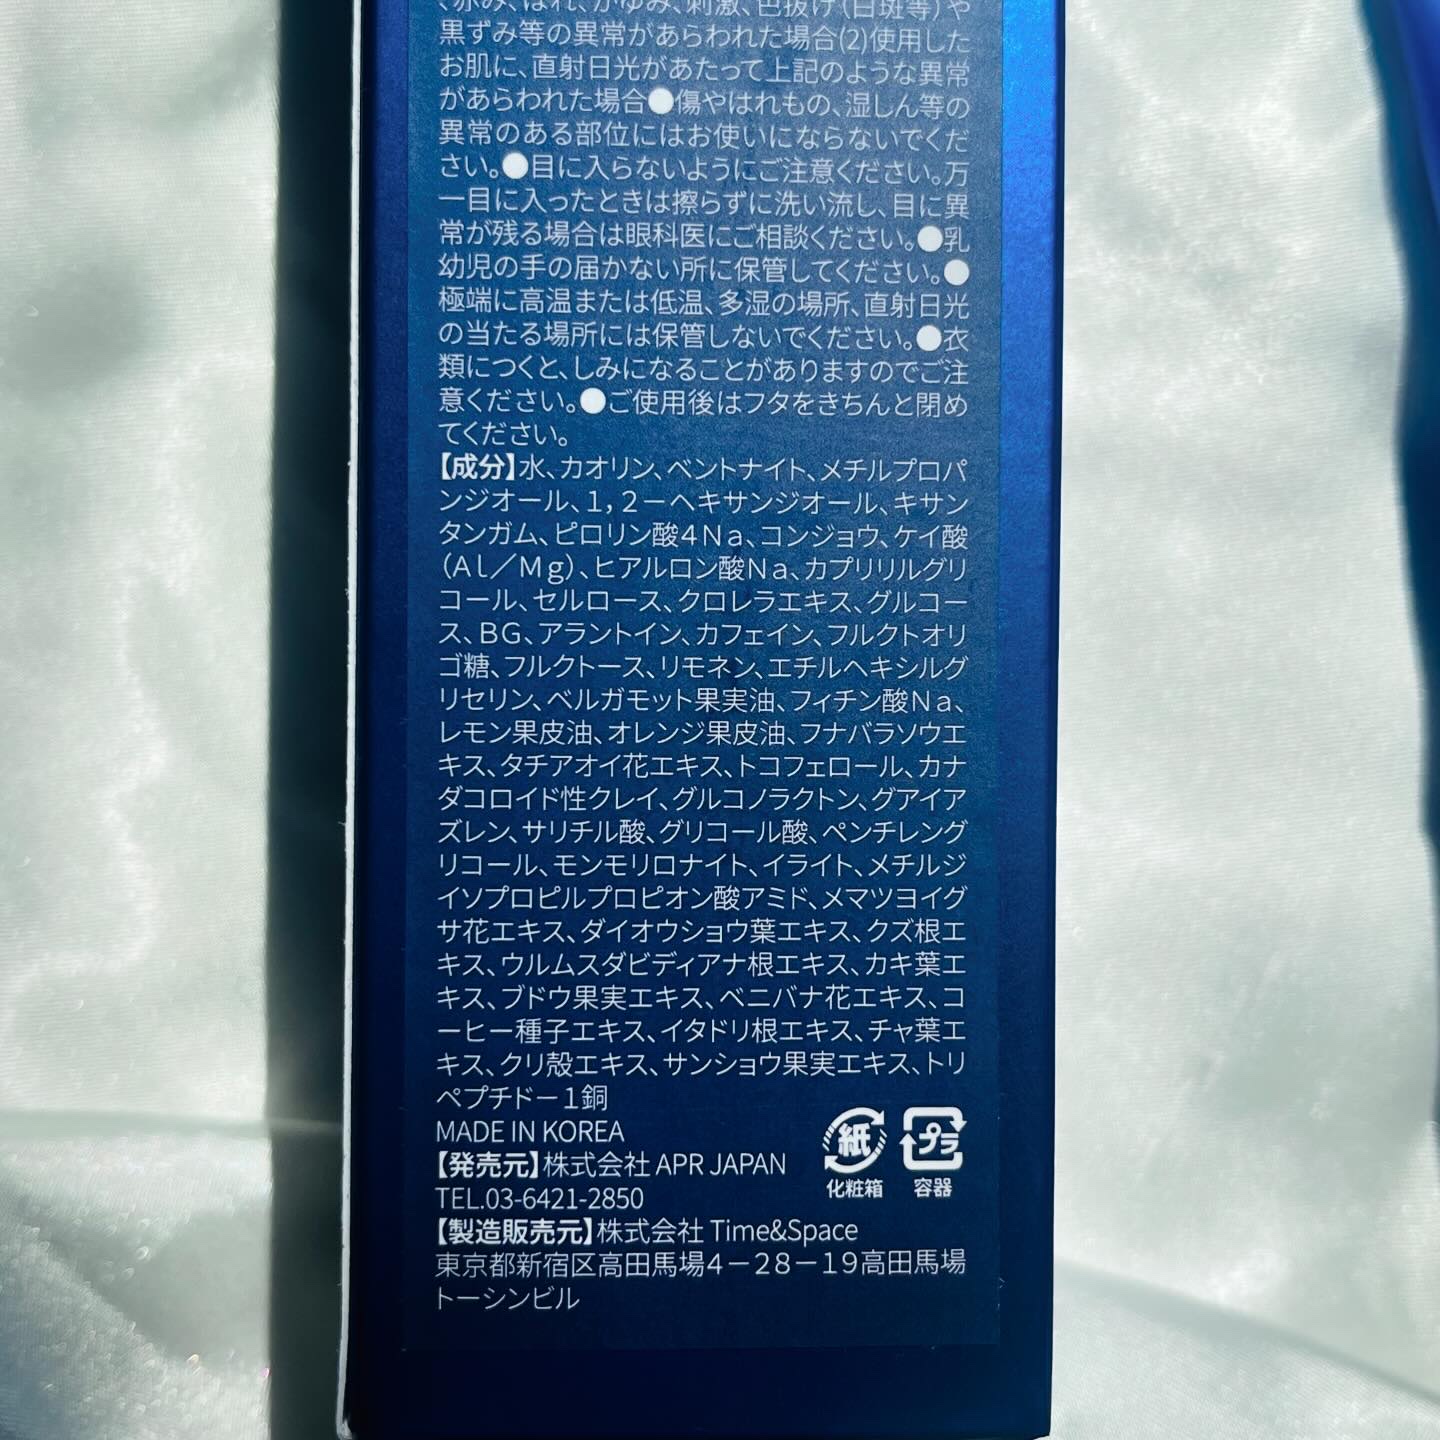 、赤み、はれ、かゆみ、刺激、色抜け(白斑等)や
黒ずみ等の異常があらわれた場合(2)使用した
お肌に、直射日光があたって上記のような異常
があらわれた場合●傷やはれもの、湿しん等の
異常のある部位にはお使いにならないでくだ
さい。●目に入らないようにご注意ください。万
一目に入ったときは擦らずに洗い流し、目に異
常が残る場合は眼科医にご相談ください。●乳
幼児の手の届かない所に保管してください。●
極端に高温または低温、多湿の場所、直射日光
の当たる場所には保管しないでください。●衣
類につくと、しみになることがありますのでご注
意ください。●ご使用後はフタをきちんと閉め
てください。
【成分】水、カオリン、ベントナイト、メチルプロパ
ンジオール、1,2－ヘキサンジオール、キサン
タンガム、ピロリン酸4Na、コンジョウ、ケイ酸
(Al／Mg)、ヒアルロン酸Na、カプリリルグリ
コール、セルロース、クロレラエキス、グルコー
ス、BG、アラントイン、カフェイン、フルクトオリ
ゴ糖、フルクトース、リモネン、エチルヘキシルグ
リセリン、ベルガモット果実油、フィチン酸Na、
レモン果皮油、オレンジ果皮油、フナバラソウエ
キス、タチアオイ花エキス、トコフェロール、カナ
ダコロイド性クレイ、グルコノラクトン、グアイア
ズレン、サリチル酸、グリコール酸、ペンチレング
リコール、モンモリロナイト、イライト、メチルジ
イソプロピルプロピオン酸アミド、メマツヨイグ
サ花エキス、ダイオウショウ葉エキス、クズ根エ
キス、ウルムスダビディアナ根エキス、カキ葉エ
キス、ブドウ果実エキス、ベニバナ花エキス、コ
ーヒー種子エキス、イタドリ根エキス、チャ葉エ
キス、クリ殻エキス、サンショウ果実エキス、トリ
ペプチドー1銅
MADE IN KOREA
【発売元】株式会社 APR JAPAN
TEL.03-6421-2850
【製造販売元】株式会社 Time&Space
東京都新宿区高田馬場4－28－19高田馬場
トーシンビル
紙
化粧箱
プラ
容器